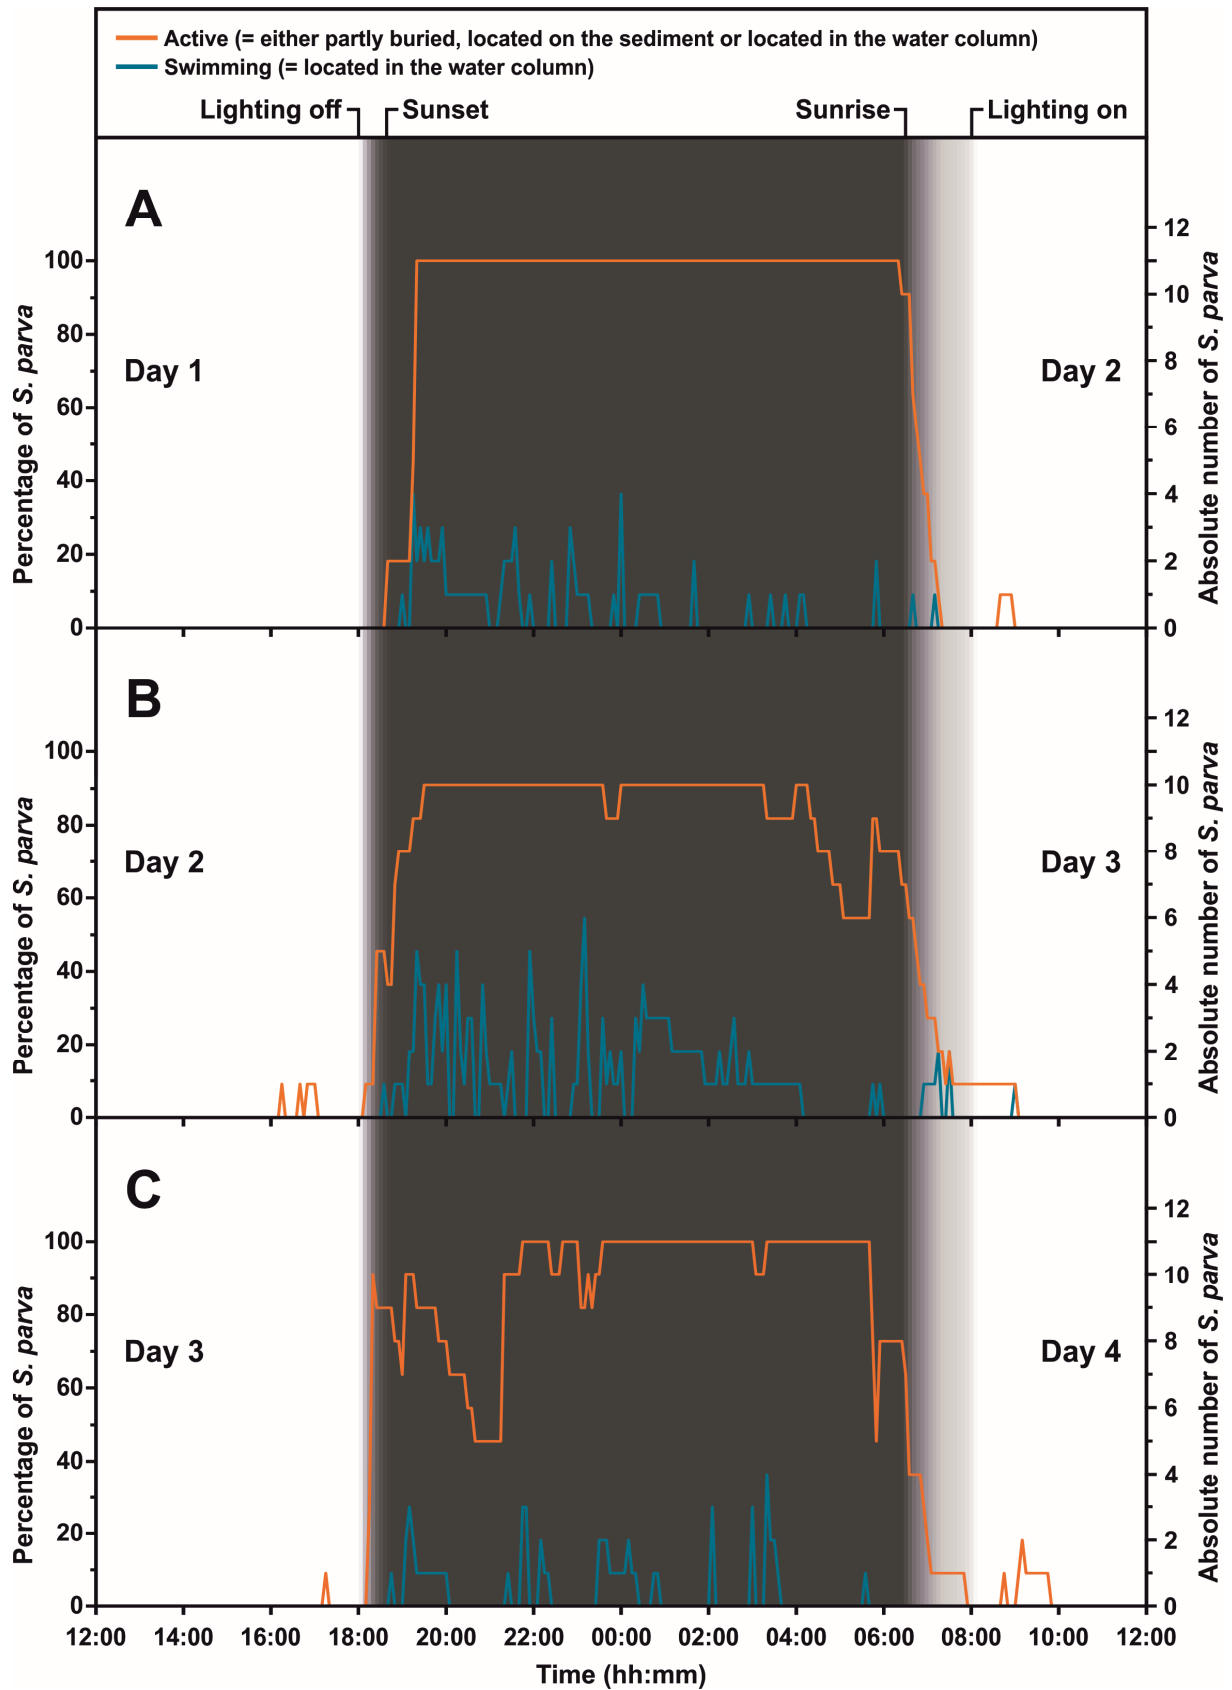 Active (= either partly buried, located on the sediment or located in the water column)
Swimming (= located in the water column)
Lighting off
Sunset
Sunrise
Lighting on
A
Day 1
Day 2
Percentage of S. parva
0
20
40
60
80
100
Absolute number of S. parva
0
2
4
6
8
10
12
B
Day 2
Day 3
Percentage of S. parva
0
20
40
60
80
100
Absolute number of S. parva
0
2
4
6
8
10
12
C
Day 3
Day 4
Percentage of S. parva
0
20
40
60
80
100
Absolute number of S. parva
0
2
4
6
8
10
12
12:00 14:00 16:00 18:00 20:00 22:00 00:00 02:00 04:00 06:00 08:00 10:00 12:00
Time (hh:mm)